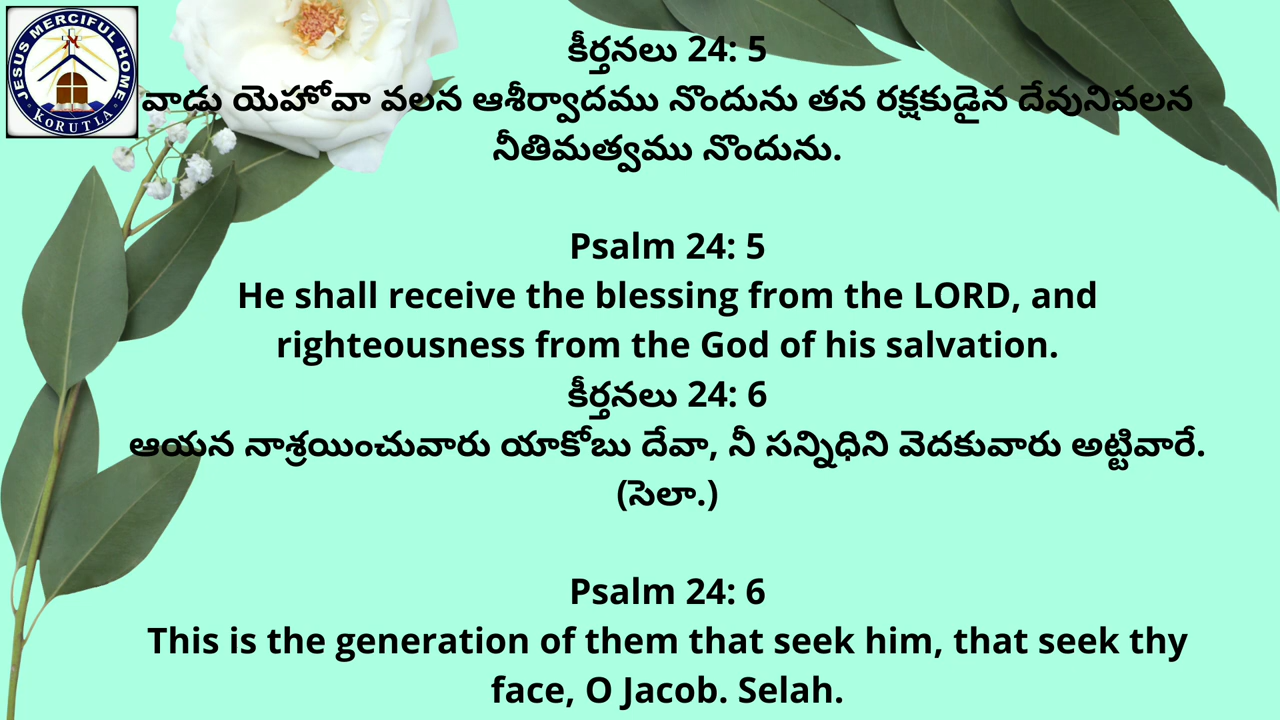 JESUS MERCIFUL HOME
KORUTLA
కీర్తనలు 24: 5
వాడు యెహోవా వలన ఆశీర్వాదము నొందును తన రక్షకుడైన దేవునివలన
నీతిమత్వము నొందును.
Psalm 24: 5
He shall receive the blessing from the LORD, and
righteousness from the God of his salvation.
కీర్తనలు 24: 6
ఆయన నాశ్రయించువారు యాకోబు దేవా, నీ సన్నిధిని వెదకువారు అట్టివారే.
(సెలా.)
Psalm 24: 6
This is the generation of them that seek him, that seek thy
face, O Jacob. Selah.